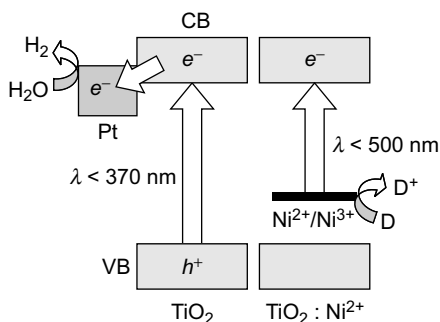 CB
H₂
e⁻
e⁻
H₂O
e⁻
Pt
λ < 370 nm
λ < 500 nm
D⁺
Ni²⁺/Ni³⁺
D
VB
h⁺
TiO₂
TiO₂ : Ni²⁺